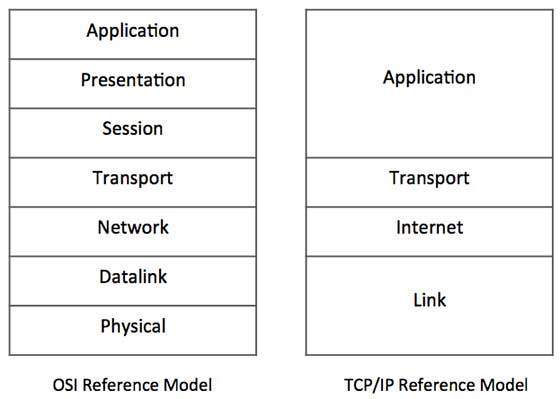 Application
Presentation
Session
Transport
Network
Datalink
Physical
OSI Reference Model
Application
Transport
Internet
Link
TCP/IP Reference Model